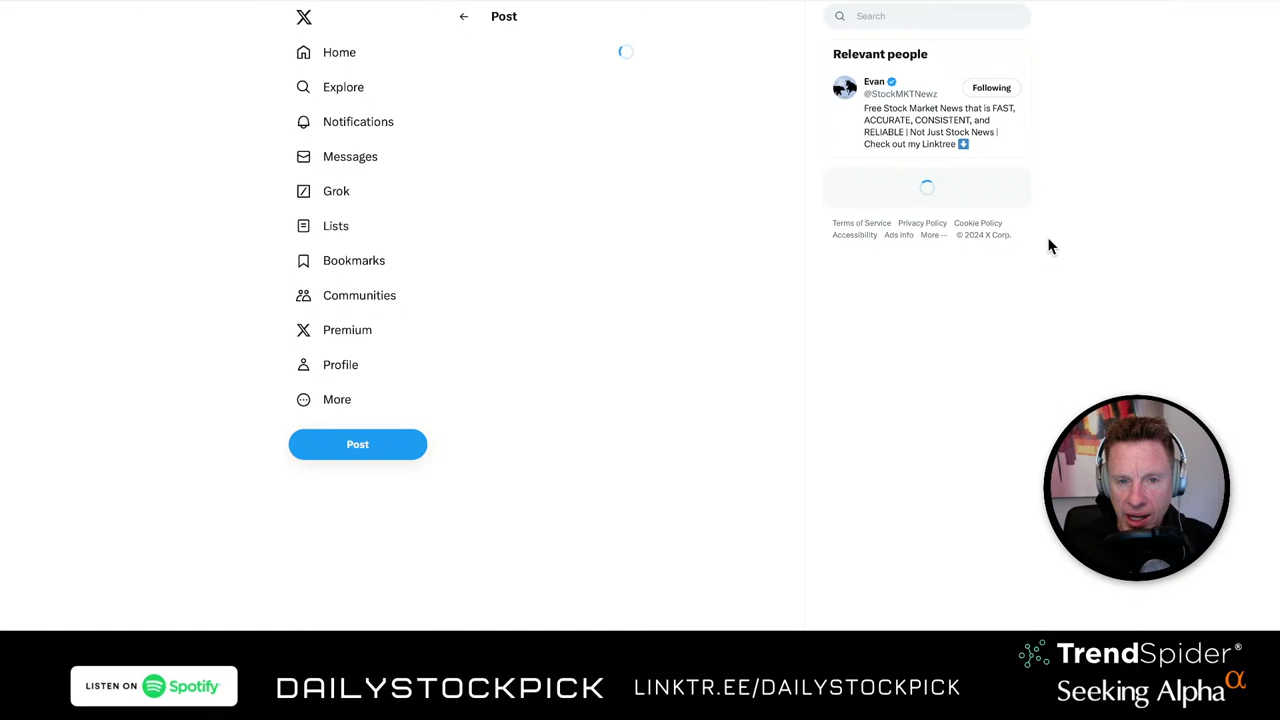 Post
Search
Home
Explore
Notifications
Messages
Grok
Lists
Bookmarks
Communities
Premium
Profile
More
Post
Relevant people
Evan
@StockMKTNewz
Following
Free Stock Market News that is FAST,
ACCURATE, CONSISTENT, and
RELIABLE | Not Just Stock News |
Check out my Linktree
Terms of Service Privacy Policy Cookie Policy
Accessibility Ads info More ··· © 2024 X Corp.
LISTEN ON Spotify
DAILYSTOCKPICK
LINKTR.EE/DAILYSTOCKPICK
TrendSpider®
Seeking Alpha α